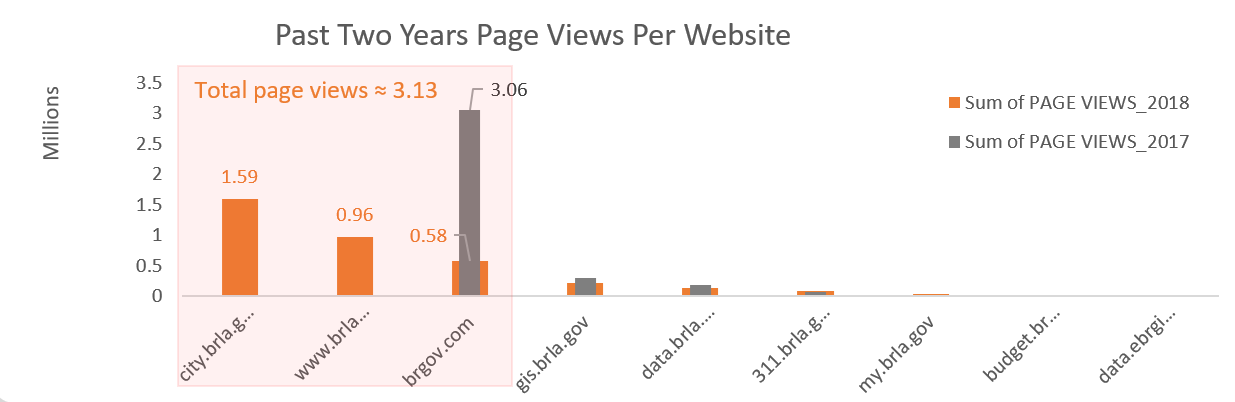 Past Two Years Page Views Per Website
Millions
3.5
3
2.5
2
1.5
1
0.5
0
Total page views ≈ 3.13
3.06
1.59
0.96
0.58
Sum of PAGE VIEWS_2018
Sum of PAGE VIEWS_2017
city.brla.g...
www.brla...
brgov.com
gis.brla.gov
data.brla....
311.brla.g...
my.brla.gov
budget.br...
data.ebrgi...